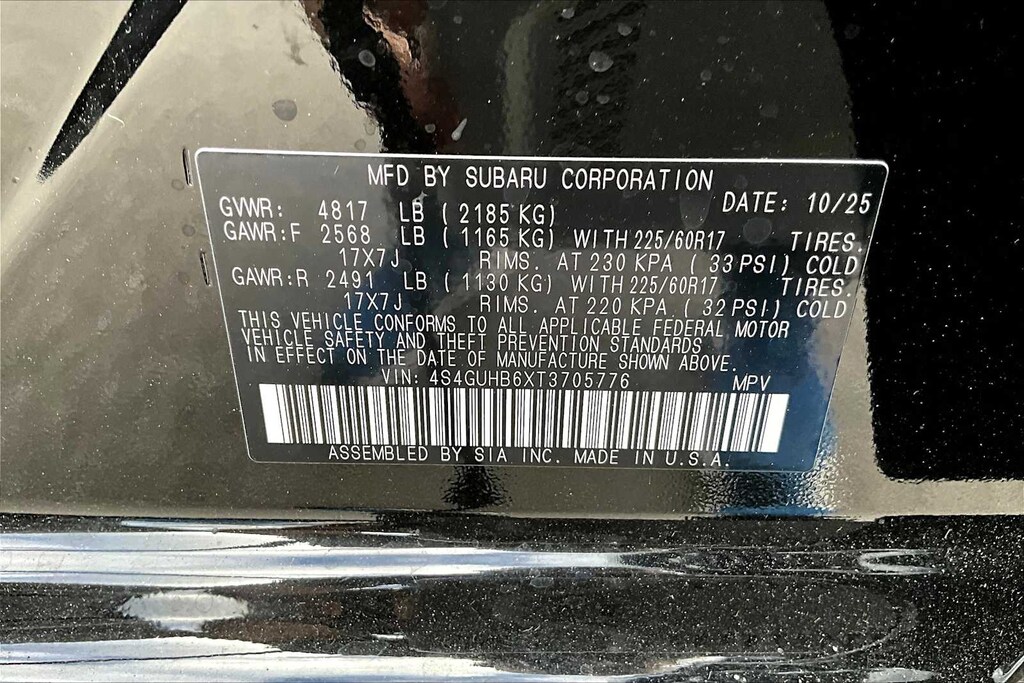 MFD BY SUBARU CORPORATION
DATE: 10/25
GVWR: 4817 LB (2185 KG)
GAWR:F 2568 LB (1165 KG) WITH 225/60R17 TIRES.
17X7J RIMS. AT 230 KPA (33 PSI) COLD
GAWR:R 2491 LB (1130 KG) WITH 225/60R17 TIRES.
17X7J RIMS. AT 220 KPA (32 PSI) COLD
THIS VEHICLE CONFORMS TO ALL APPLICABLE FEDERAL MOTOR
VEHICLE SAFETY AND THEFT PREVENTION STANDARDS
IN EFFECT ON THE DATE OF MANUFACTURE SHOWN ABOVE.
VIN: 4S4GUHB6XT3705776 MPV
ASSEMBLED BY SIA INC. MADE IN U.S.A.